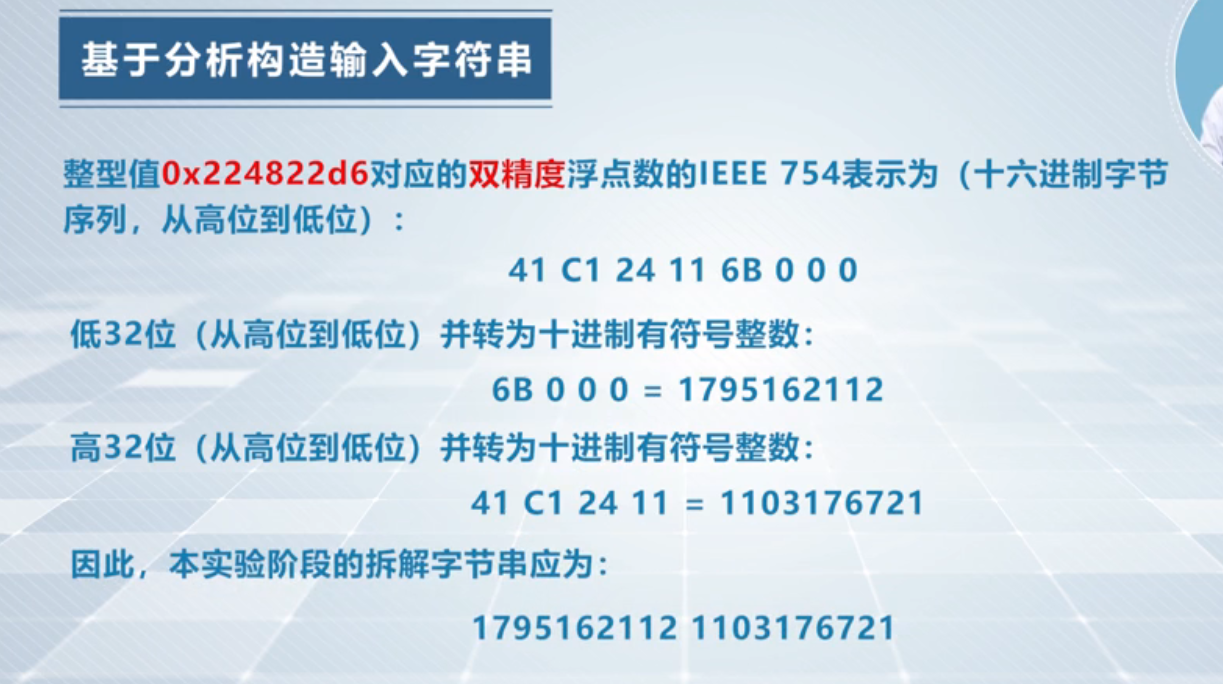 基于分析构造输入字符串
整型值0x224822d6对应的双精度浮点数的IEEE 754表示为（十六进制字节
序列，从高位到低位）：
41 C1 24 11 6B 0 0 0
低32位（从高位到低位）并转为十进制有符号整数：
6B 0 0 0 = 1795162112
高32位（从高位到低位）并转为十进制有符号整数：
41 C1 24 11 = 1103176721
因此，本实验阶段的拆解字节串应为：
1795162112 1103176721